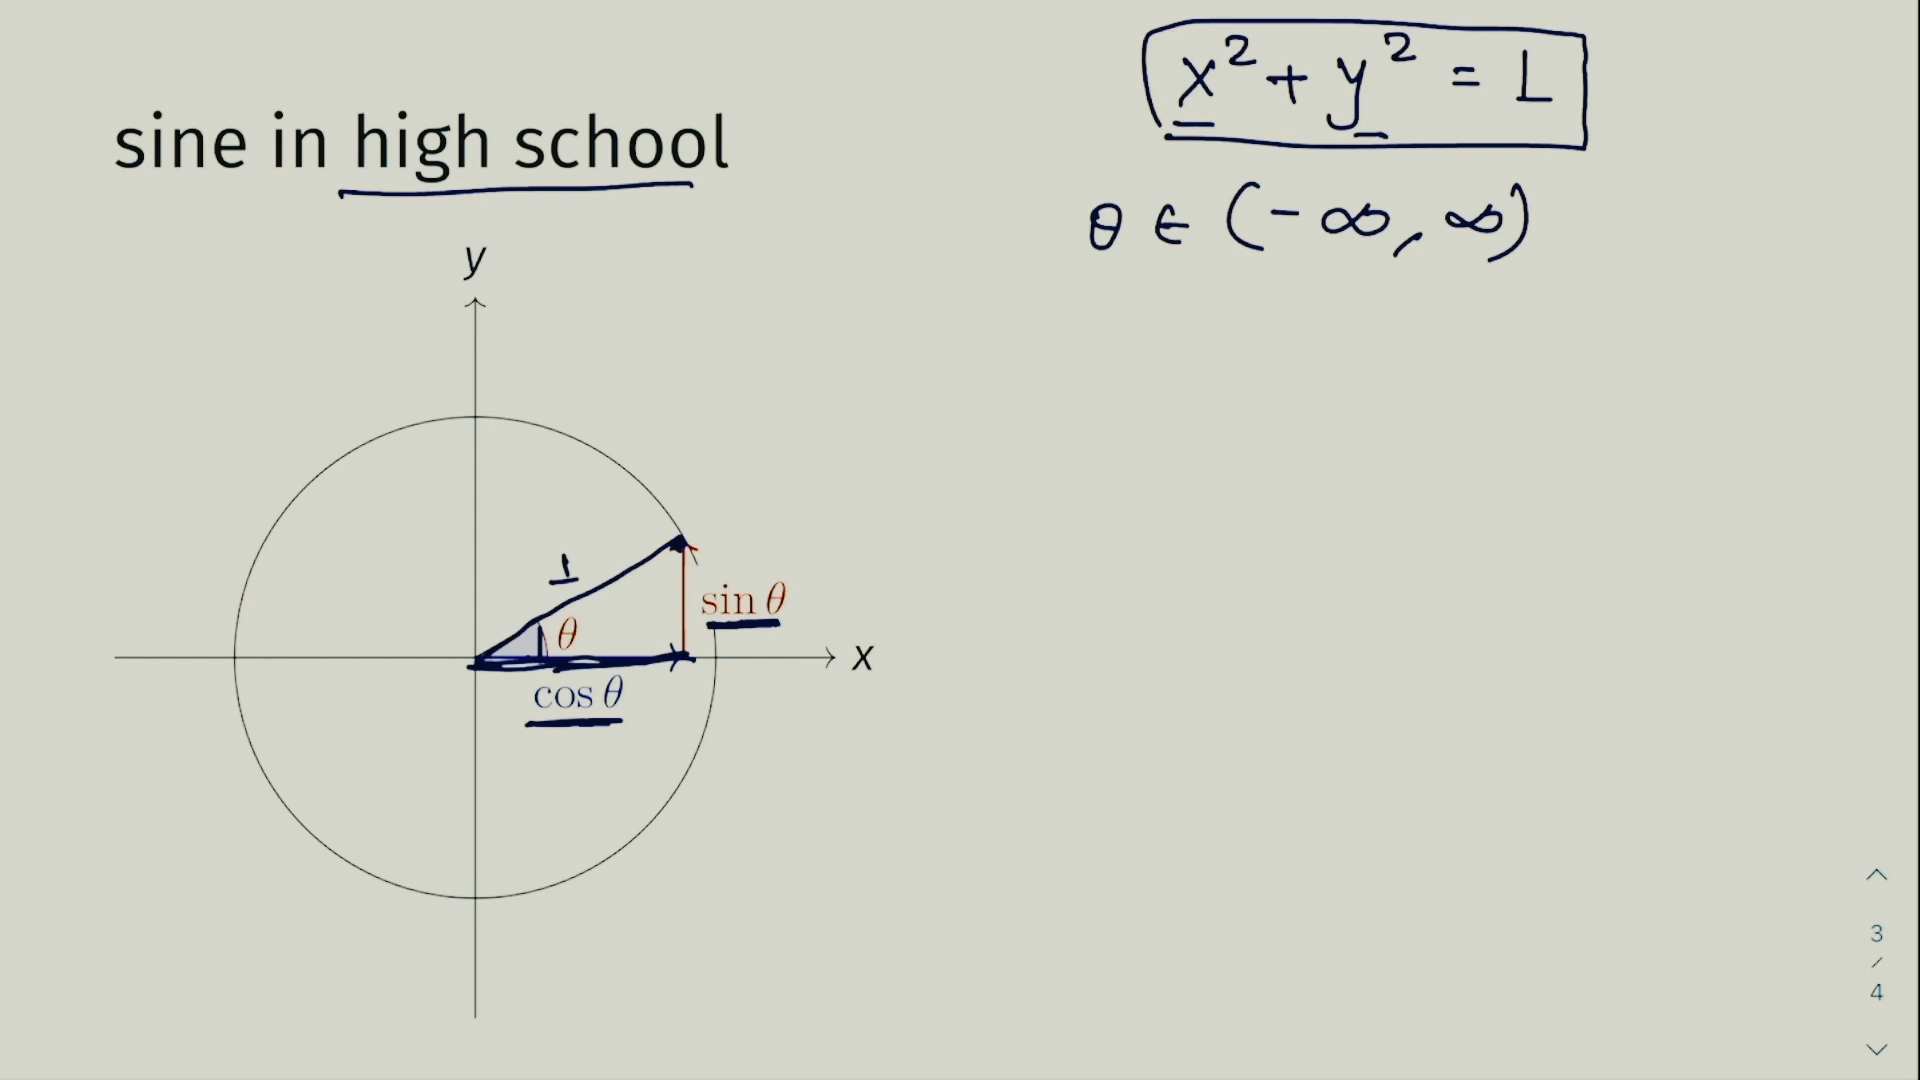 x² + y² = 1
sine in high school
θ ∈ (-∞, ∞)
y
1
sin θ
θ
x
cos θ
3
/
4